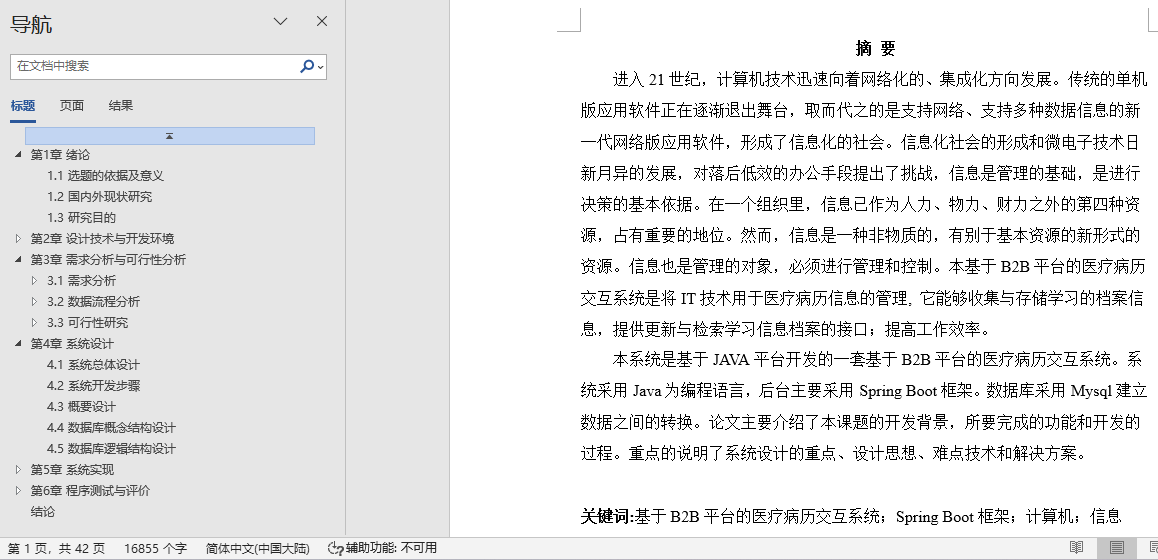 导航
在文档中搜索
标题 页面 结果
第1章 绪论
1.1 选题的依据及意义
1.2 国内外现状研究
1.3 研究目的
第2章 设计技术与开发环境
第3章 需求分析与可行性分析
3.1 需求分析
3.2 数据流程分析
3.3 可行性研究
第4章 系统设计
4.1 系统总体设计
4.2 系统开发步骤
4.3 概要设计
4.4 数据库概念结构设计
4.5 数据库逻辑结构设计
第5章 系统实现
第6章 程序测试与评价
结论
摘 要
进入 21 世纪，计算机技术迅速向着网络化的、集成化方向发展。传统的单机
版应用软件正在逐渐退出舞台，取而代之的是支持网络、支持多种数据信息的新
一代网络版应用软件，形成了信息化的社会。信息化社会的形成和微电子技术日
新月异的发展，对落后低效的办公手段提出了挑战，信息是管理的基础，是进行
决策的基本依据。在一个组织里，信息已作为人力、物力、财力之外的第四种资
源，占有重要的地位。然而，信息是一种非物质的，有别于基本资源的新形式的
资源。信息也是管理的对象，必须进行管理和控制。本基于 B2B 平台的医疗病历
交互系统是将 IT 技术用于医疗病历信息的管理, 它能够收集与存储学习的档案信
息，提供更新与检索学习信息档案的接口；提高工作效率。
本系统是基于 JAVA 平台开发的一套基于 B2B 平台的医疗病历交互系统。系
统采用 Java 为编程语言，后台主要采用 Spring Boot 框架。数据库采用 Mysql 建立
数据之间的转换。论文主要介绍了本课题的开发背景，所要完成的功能和开发的
过程。重点的说明了系统设计的重点、设计思想、难点技术和解决方案。
关键词:基于 B2B 平台的医疗病历交互系统；Spring Boot 框架；计算机；信息
第 1 页，共 42 页 16855 个字 简体中文(中国大陆) 辅助功能: 不可用